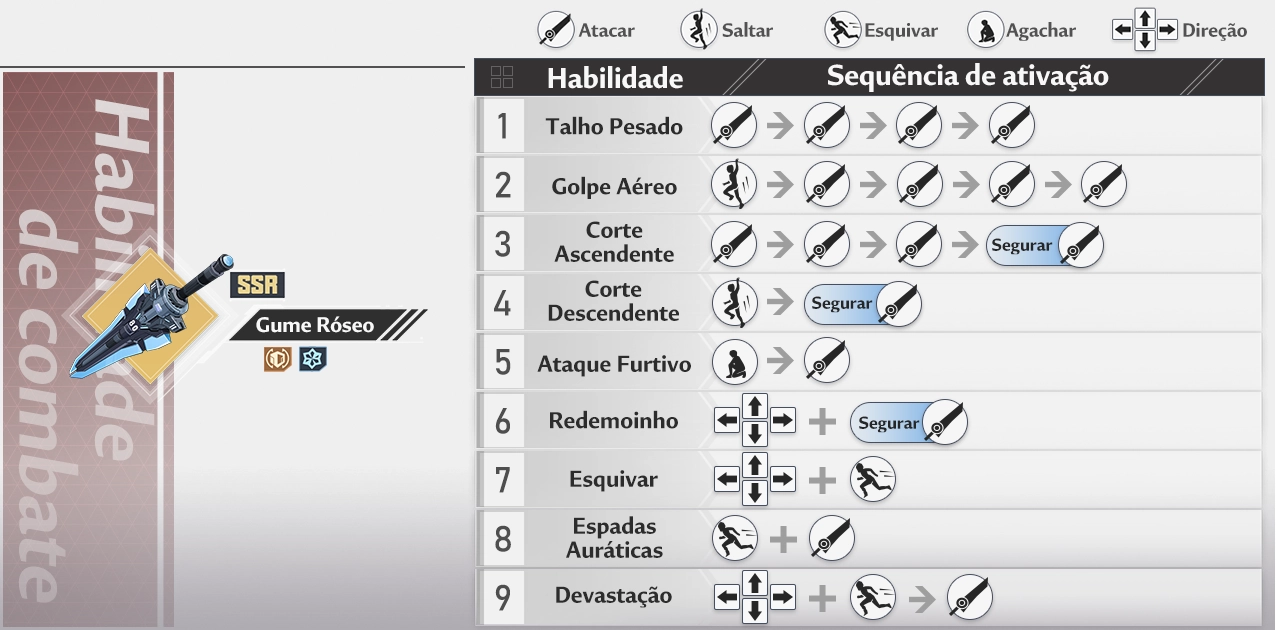 Atacar
Saltar
Esquivar
Agachar
Direção
Habilidade
de combate
SSR
Gume Róseo
Habilidade
Sequência de ativação
1
Talho Pesado
2
Golpe Aéreo
3
Corte
Ascendente
Segurar
4
Corte
Descendente
Segurar
5
Ataque Furtivo
6
Redemoinho
Segurar
7
Esquivar
8
Espadas
Auráticas
9
Devastação